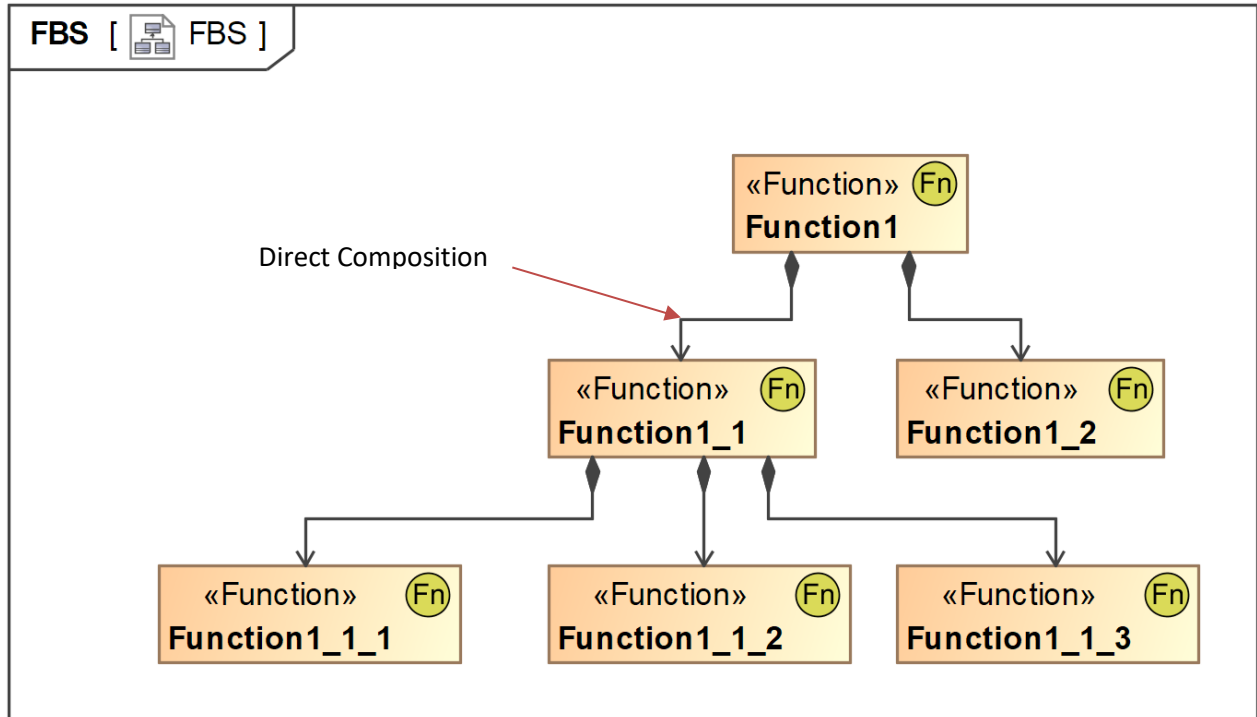 FBS [ FBS ]
«Function» Fn
Function1
Direct Composition
«Function» Fn
Function1_1
«Function» Fn
Function1_2
«Function» Fn
Function1_1_1
«Function» Fn
Function1_1_2
«Function» Fn
Function1_1_3